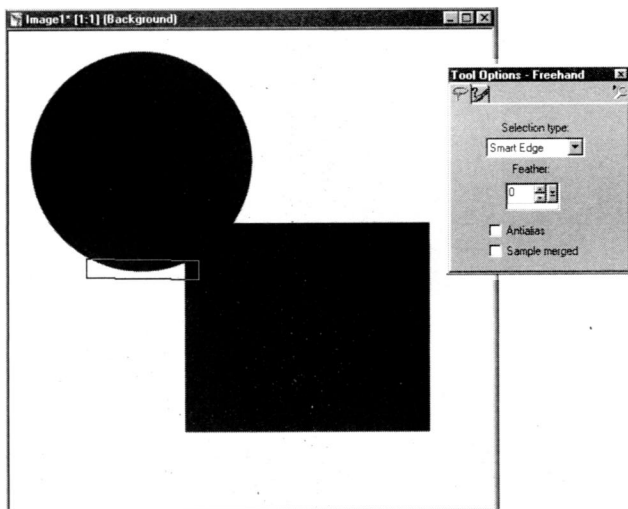 Image1* [1:1] (Background)
Tool Options - Freehand
Selection type:
Smart Edge
Feather:
0
Antialias
Sample merged